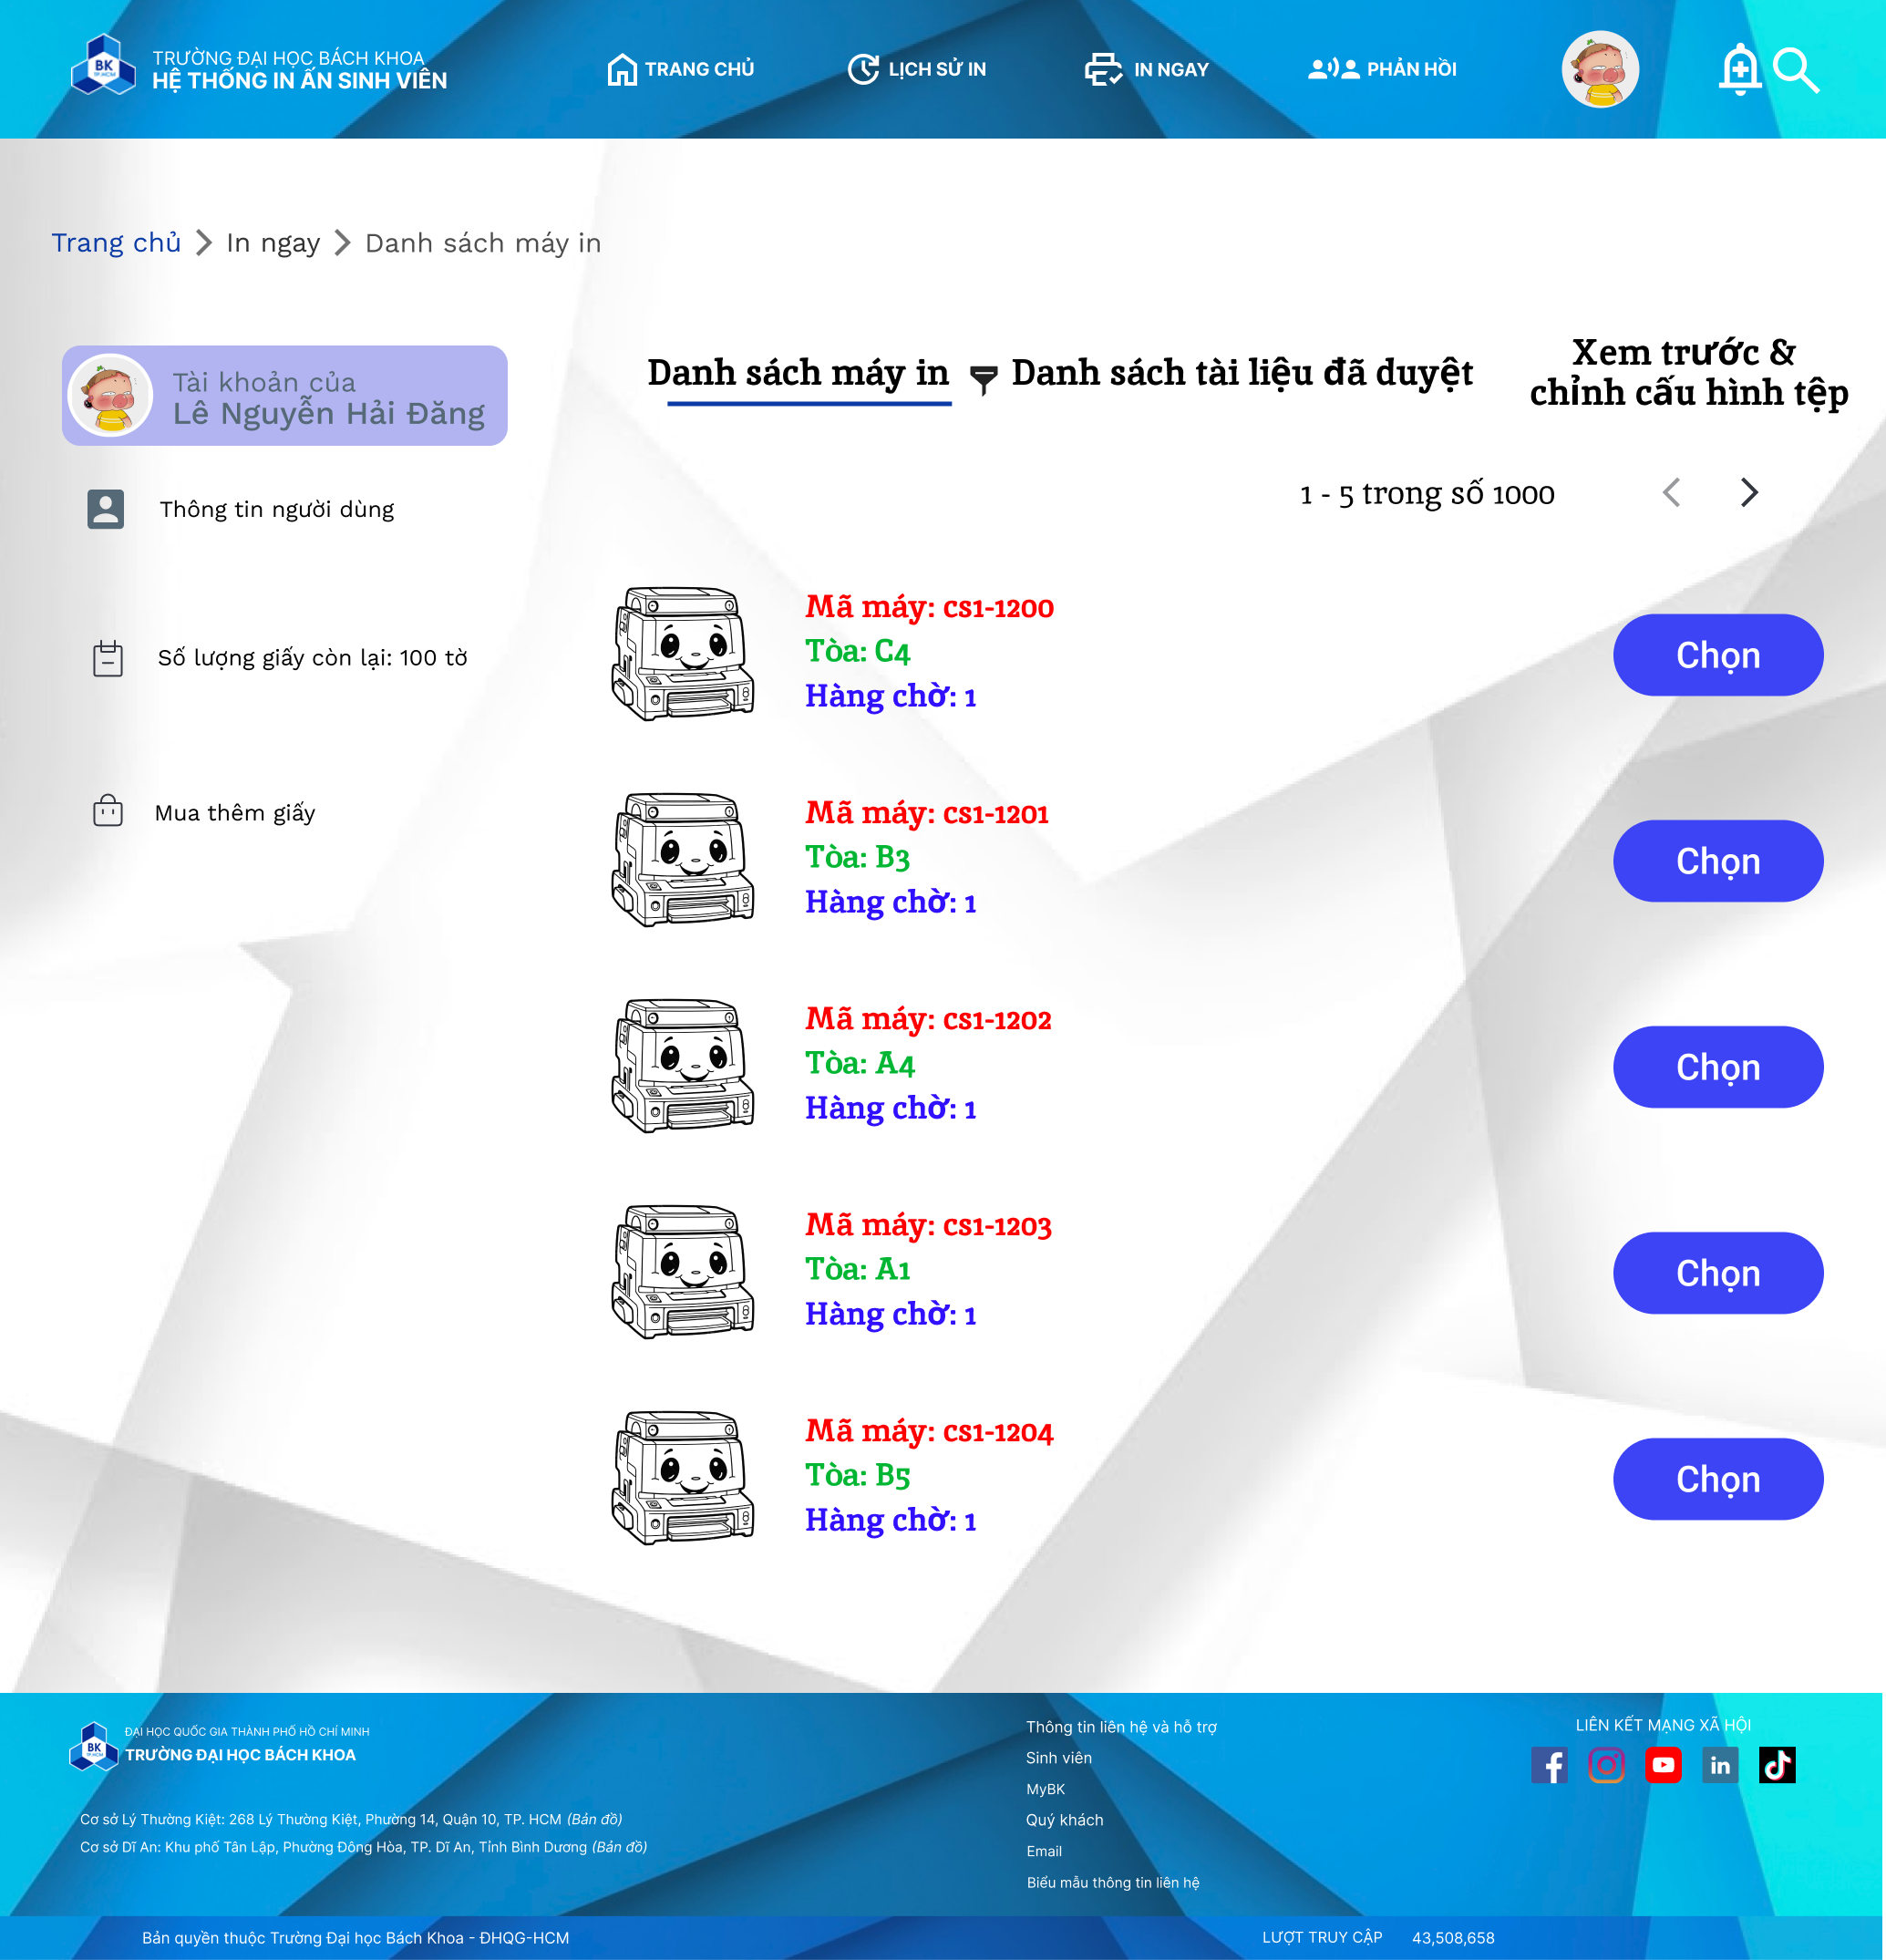 BK
TP.HCM
TRƯỜNG ĐẠI HỌC BÁCH KHOA
HỆ THỐNG IN ẤN SINH VIÊN
TRANG CHỦ
LỊCH SỬ IN
IN NGAY
PHẢN HỒI
Trang chủ
In ngay
Danh sách máy in
Tài khoản của
Lê Nguyễn Hải Đăng
Thông tin người dùng
Số lượng giấy còn lại: 100 tờ
Mua thêm giấy
Danh sách máy in
Danh sách tài liệu đã duyệt
Xem trước &
chỉnh cấu hình tệp
1 - 5 trong số 1000
Mã máy: cs1-1200
Tòa: C4
Hàng chờ: 1
Chọn
Mã máy: cs1-1201
Tòa: B3
Hàng chờ: 1
Chọn
Mã máy: cs1-1202
Tòa: A4
Hàng chờ: 1
Chọn
Mã máy: cs1-1203
Tòa: A1
Hàng chờ: 1
Chọn
Mã máy: cs1-1204
Tòa: B5
Hàng chờ: 1
Chọn
BK
TP.HCM
ĐẠI HỌC QUỐC GIA THÀNH PHỐ HỒ CHÍ MINH
TRƯỜNG ĐẠI HỌC BÁCH KHOA
Cơ sở Lý Thường Kiệt: 268 Lý Thường Kiệt, Phường 14, Quận 10, TP. HCM (Bản đồ)
Cơ sở Dĩ An: Khu phố Tân Lập, Phường Đông Hòa, TP. Dĩ An, Tỉnh Bình Dương (Bản đồ)
Thông tin liên hệ và hỗ trợ
Sinh viên
MyBK
Quý khách
Email
Biểu mẫu thông tin liên hệ
LIÊN KẾT MẠNG XÃ HỘI
in
Bản quyền thuộc Trường Đại học Bách Khoa - ĐHQG-HCM
LƯỢT TRUY CẬP 43,508,658